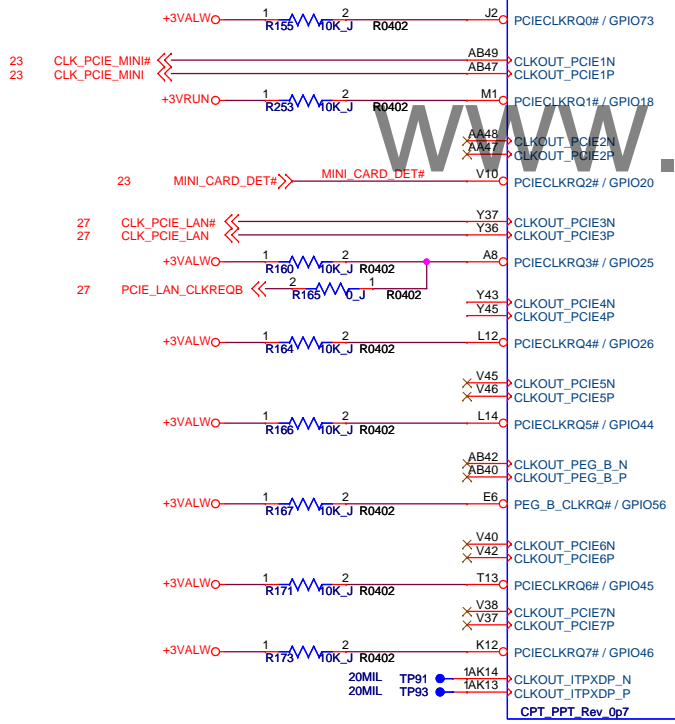 +3VALW 1 2 J2 PCIECLKRQ0# / GPIO73
R155 10K_J R0402
23 CLK_PCIE_MINI# AB49 CLKOUT_PCIE1N
23 CLK_PCIE_MINI AB47 CLKOUT_PCIE1P
+3VRUN 1 2 M1 PCIECLKRQ1# / GPIO18
R253 10K_J R0402
www.
AA48 CLKOUT_PCIE2N
AA47 CLKOUT_PCIE2P
23 MINI_CARD_DET# MINI_CARD_DET# V10 PCIECLKRQ2# / GPIO20
27 CLK_PCIE_LAN# Y37 CLKOUT_PCIE3N
27 CLK_PCIE_LAN Y36 CLKOUT_PCIE3P
+3VALW 1 2 A8 PCIECLKRQ3# / GPIO25
R160 10K_J R0402
27 PCIE_LAN_CLKREQB 2 1
R165 0_J R0402
Y43 CLKOUT_PCIE4N
Y45 CLKOUT_PCIE4P
+3VALW 1 2 L12 PCIECLKRQ4# / GPIO26
R164 10K_J R0402
V45 CLKOUT_PCIE5N
V46 CLKOUT_PCIE5P
+3VALW 1 2 L14 PCIECLKRQ5# / GPIO44
R166 10K_J R0402
AB42 CLKOUT_PEG_B_N
AB40 CLKOUT_PEG_B_P
+3VALW 1 2 E6 PEG_B_CLKRQ# / GPIO56
R167 10K_J R0402
V40 CLKOUT_PCIE6N
V42 CLKOUT_PCIE6P
+3VALW 1 2 T13 PCIECLKRQ6# / GPIO45
R171 10K_J R0402
V38 CLKOUT_PCIE7N
V37 CLKOUT_PCIE7P
+3VALW 1 2 K12 PCIECLKRQ7# / GPIO46
R173 10K_J R0402
20MIL TP91 1 AK14 CLKOUT_ITPXDP_N
20MIL TP93 1 AK13 CLKOUT_ITPXDP_P
CPT_PPT_Rev_0p7